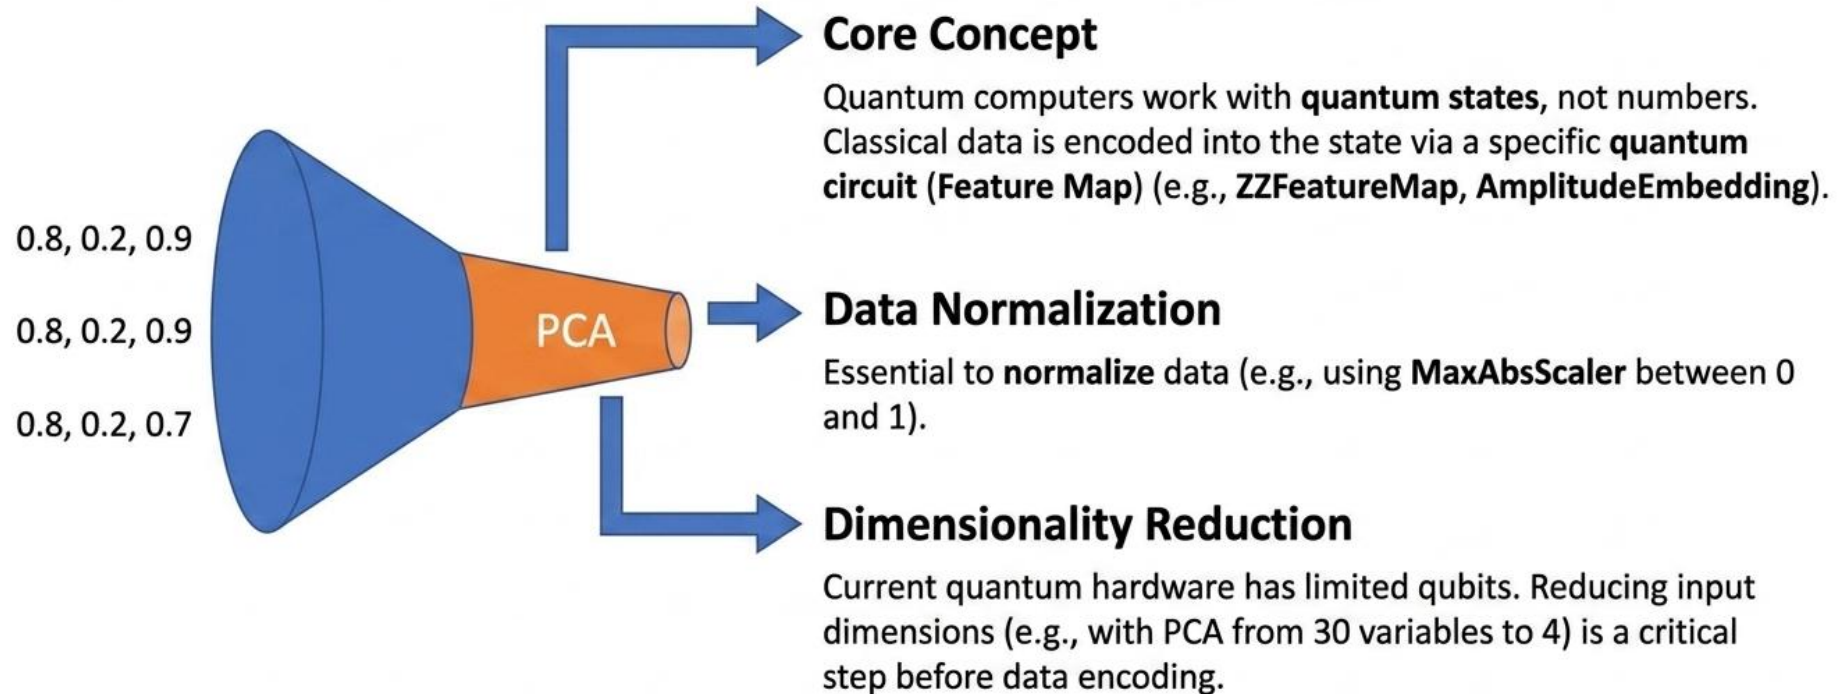 0.8, 0.2, 0.9
0.8, 0.2, 0.9
0.8, 0.2, 0.7
PCA
Core Concept
Quantum computers work with quantum states, not numbers.
Classical data is encoded into the state via a specific quantum
circuit (Feature Map) (e.g., ZZFeatureMap, AmplitudeEmbedding).
Data Normalization
Essential to normalize data (e.g., using MaxAbsScaler between 0
and 1).
Dimensionality Reduction
Current quantum hardware has limited qubits. Reducing input
dimensions (e.g., with PCA from 30 variables to 4) is a critical
step before data encoding.